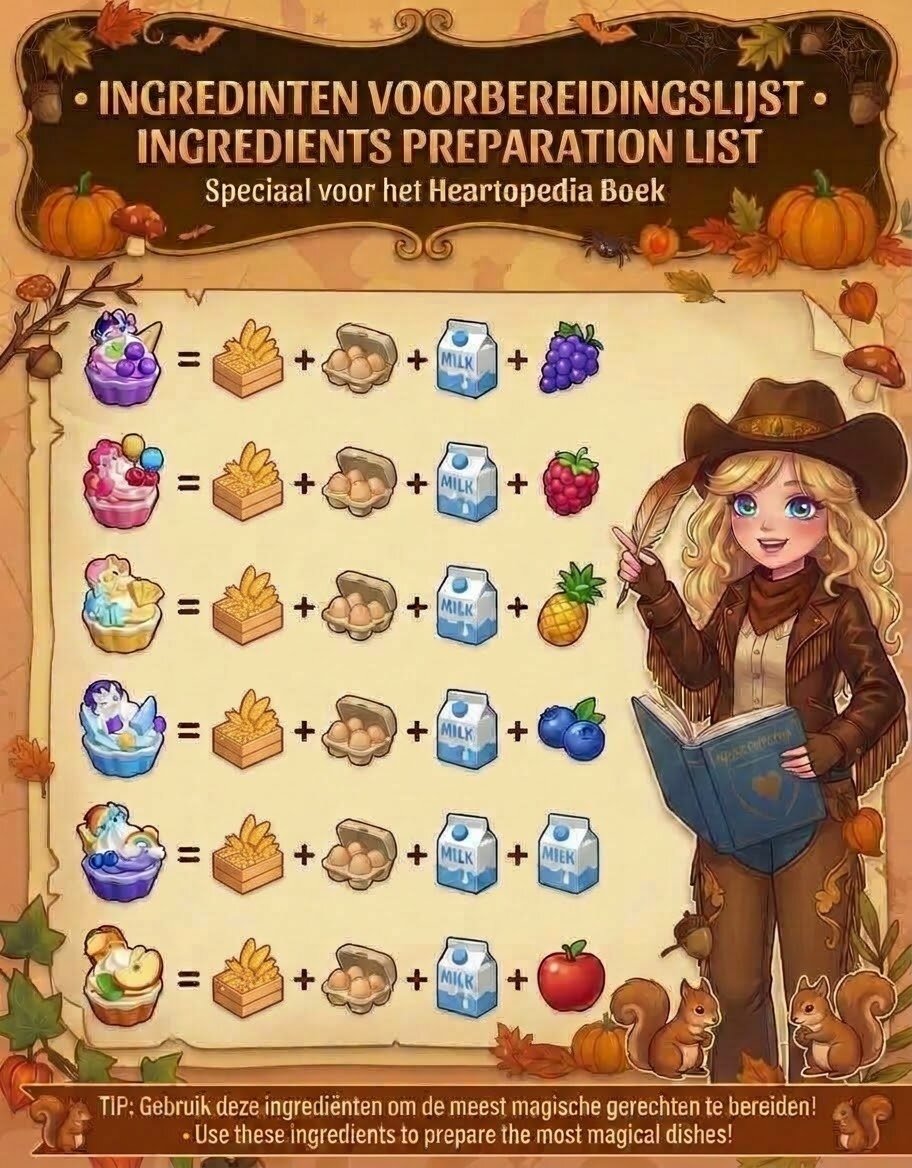 • INGREDINTEN VOORBEREIDINGSLIJST •
INGREDIENTS PREPARATION LIST
Speciaal voor het Heartopedia Boek
= + + MILK +
= + + MILK +
= + + MILK +
= + + MILK +
= + + MILK + MIEK
= + + MICK +
TIP: Gebruik deze ingrediënten om de meest magische gerechten te bereiden!
• Use these ingredients to prepare the most magical dishes!